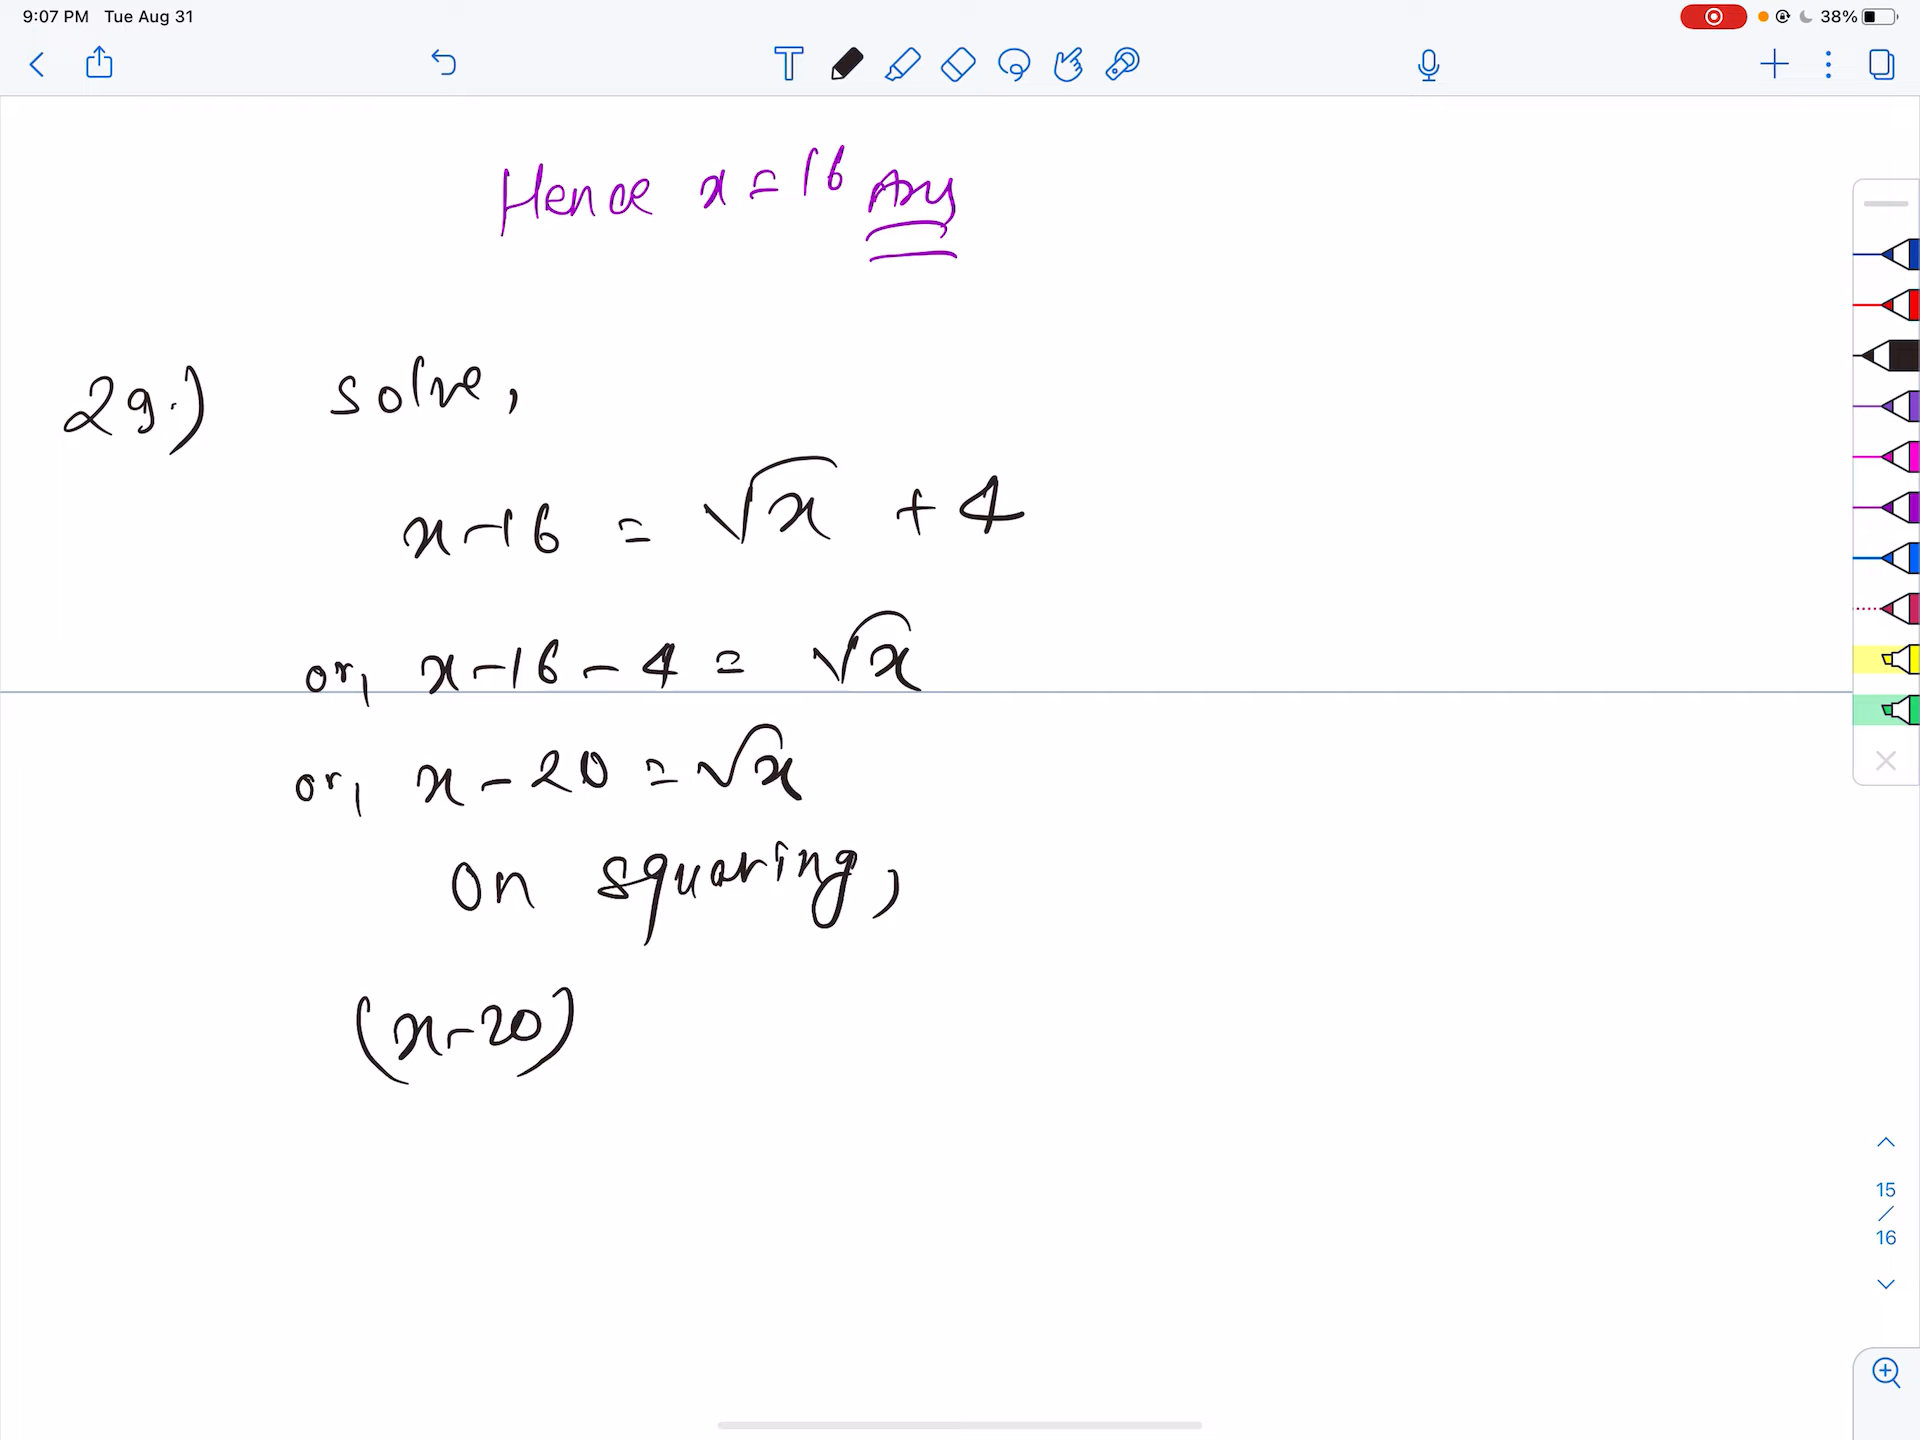 9:07 PM Tue Aug 31
38%
T
Hence x = 16 Ans
29.) solve,
x-16 = √x + 4
or, x-16-4 = √x
or, x-20 = √x
On squaring,
(x-20)
15
/
16